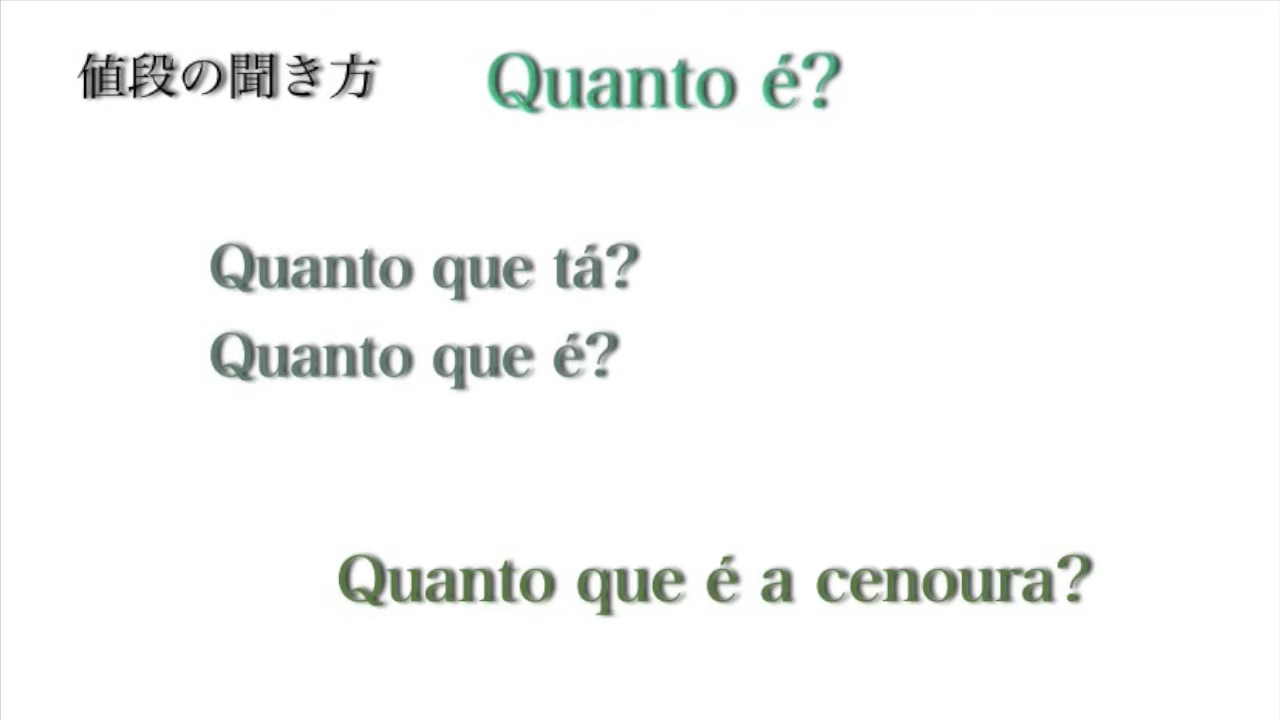 値段の聞き方
Quanto é?
Quanto que tá?
Quanto que é?
Quanto que é a cenoura?